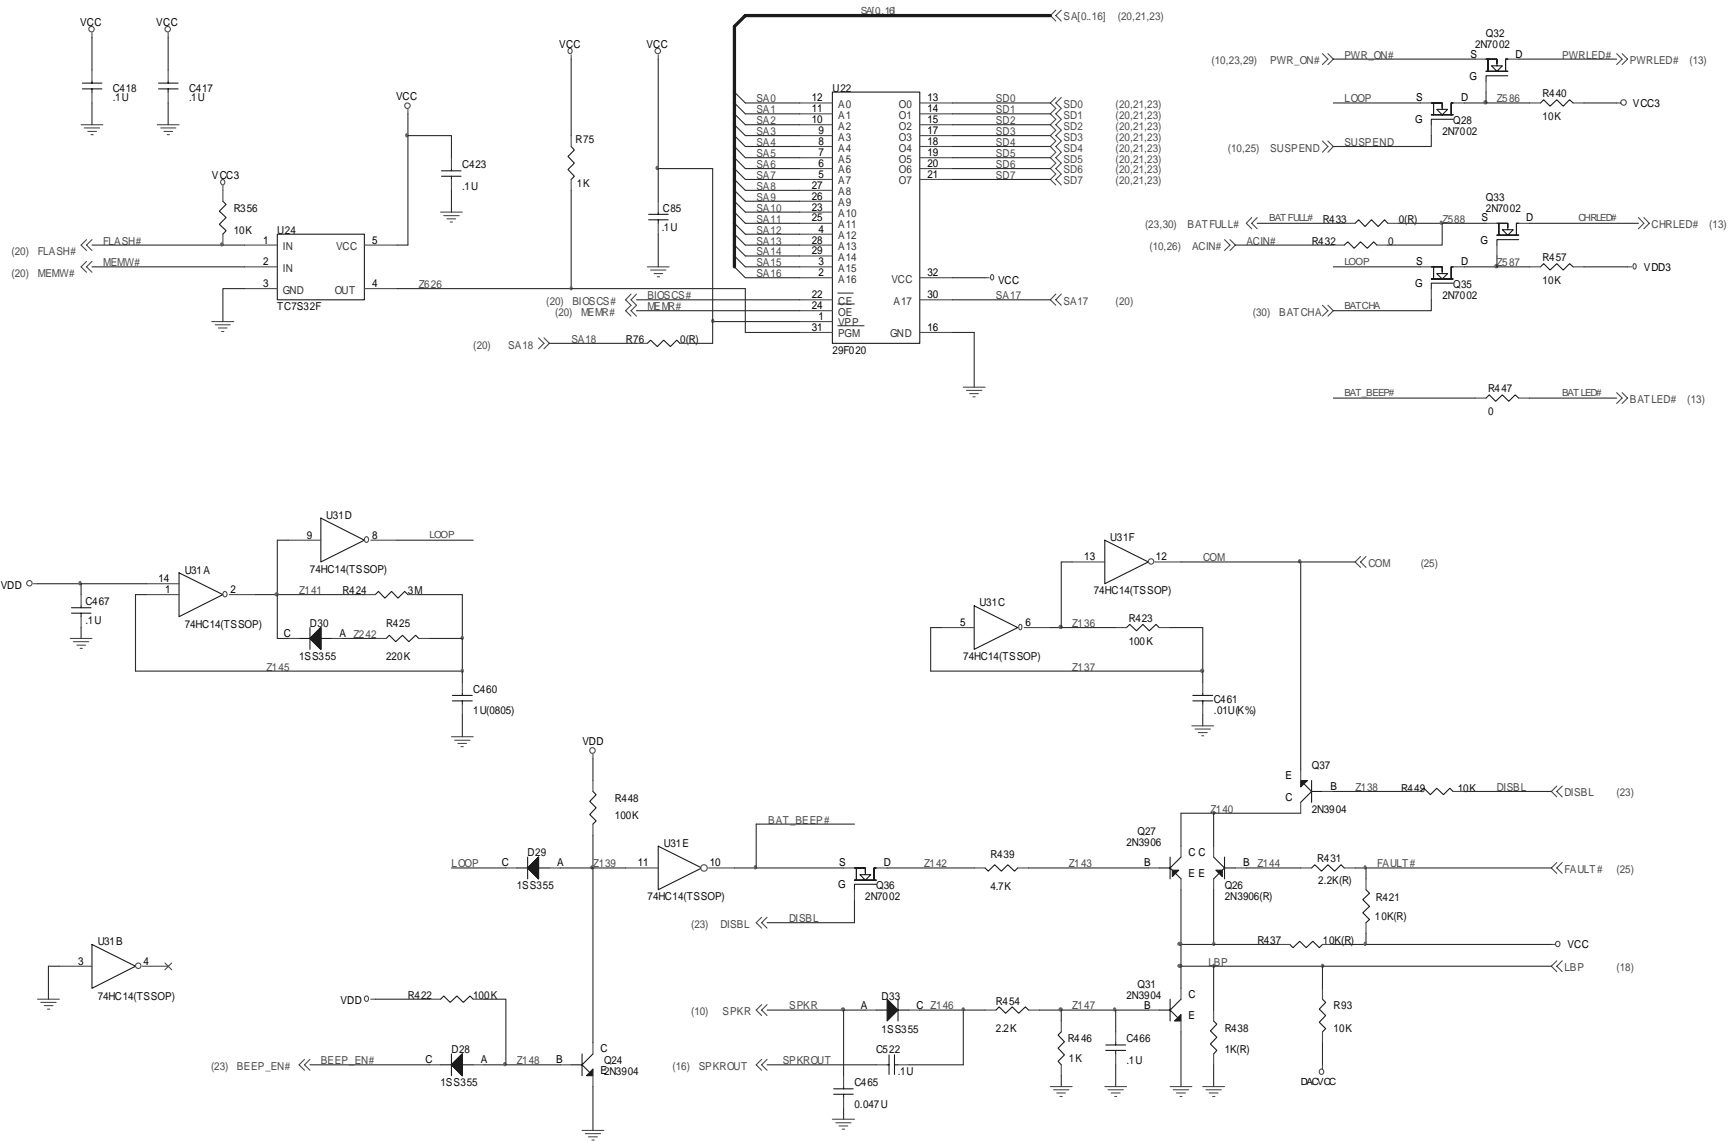 SA[0..16]
SA[0..16] (20,21,23)
VCC
C418
.1U
VCC
C417
.1U
VCC
C423
.1U
VCC3
R356
10K
(20) FLASH# FLASH#
(20) MEMW# MEMW#
U24
1 IN VCC 5
2 IN
3 GND OUT 4
TC7S32F
Z626
VCC
R75
1K
VCC
C85
.1U
U22
SA0 12 A0 O0 13 SD0 SD0 (20,21,23)
SA1 11 A1 O1 14 SD1 SD1 (20,21,23)
SA2 10 A2 O2 15 SD2 SD2 (20,21,23)
SA3 9 A3 O3 17 SD3 SD3 (20,21,23)
SA4 8 A4 O4 18 SD4 SD4 (20,21,23)
SA5 7 A5 O5 19 SD5 SD5 (20,21,23)
SA6 6 A6 O6 20 SD6 SD6 (20,21,23)
SA7 5 A7 O7 21 SD7 SD7 (20,21,23)
SA8 27 A8
SA9 26 A9
SA10 23 A10
SA11 25 A11
SA12 4 A12
SA13 28 A13
SA14 29 A14
SA15 3 A15
SA16 2 A16 VCC 32 VCC
(20) BIOSCS# BIOSCS# 22 CE A17 30 SA17 SA17 (20)
(20) MEMR# MEMR# 24 OE
1 VPP
31 PGM GND 16
29F020
(20) SA18 SA18 R76 0(R)
Q32
2N7002
(10,23,29) PWR_ON# PWR_ON# S D PWRLED# PWRLED# (13)
G
LOOP S D Z586 R440 VCC3
10K
G Q28
2N7002
(10,25) SUSPEND SUSPEND
Q33
2N7002
(23,30) BATFULL# BATFULL# R433 0(R) Z588 S D CHRLED# CHRLED# (13)
G
(10,26) ACIN# ACIN# R432 0
LOOP S D Z587 R457 VDD3
10K
G Q35
2N7002
(30) BATCHA BATCHA
BAT_BEEP# R447 BATLED# BATLED# (13)
0
U31D
9 8 LOOP
74HC14(TSSOP)
VDD
C467
.1U
14
1
U31A
2
74HC14(TSSOP)
Z141 R424 3M
C D30 A Z242 R425
1SS355 220K
Z145
C460
1U(0805)
U31F
13 12 COM COM (25)
74HC14(TSSOP)
U31C
5 6 Z136 R423
100K
74HC14(TSSOP)
Z137
C461
.01U(K%)
VDD
R448
100K
LOOP C D29 A Z139
1SS355
U31E
11 10
74HC14(TSSOP)
BAT_BEEP#
S D Z142 R439 Z143
4.7K
G Q36
2N7002
(23) DISBL DISBL
E Q37
C B Z138 R449 10K DISBL DISBL (23)
2N3904
Z140
Q27
2N3906
B C C B Z144 R431 FAULT# FAULT# (25)
2.2K(R)
E E Q26
2N3906(R)
R421
10K(R)
R437 10K(R) VCC
LBP LBP (18)
U31B
3 4
74HC14(TSSOP)
VDD R422 100K
(23) BEEP_EN# BEEP_EN# C D28 A Z148 B C
1SS355
E
Q24
2N3904
(10) SPKR SPKR A D33 C Z146 R454 Z147
1SS355 2.2K
(16) SPKROUT SPKROUT C522
.1U
C465
0.047U
R446
1K
C466
.1U
Q31
2N3904
B C
E
R438
1K(R)
R93
10K
DACVCC